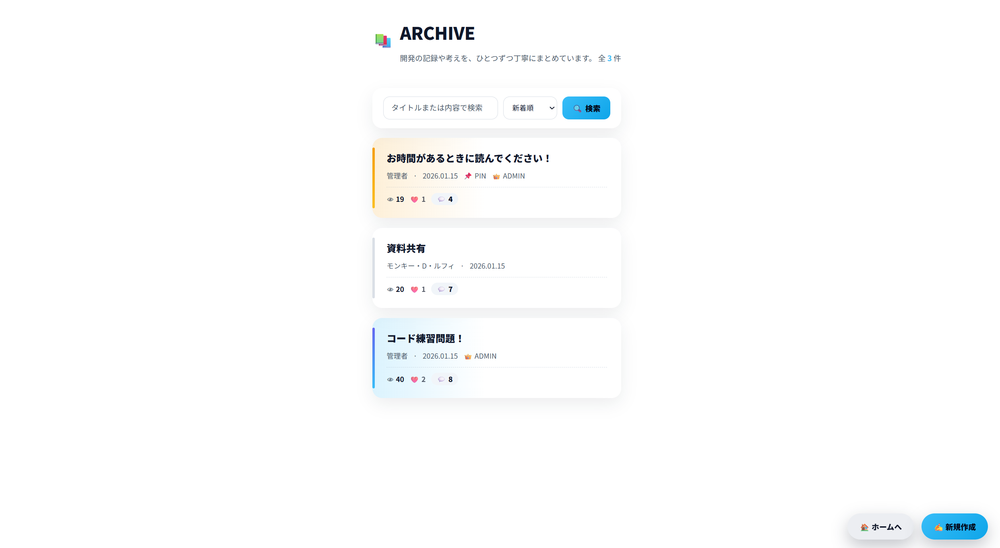 ARCHIVE
開発の記録や考えを、ひとつずつ丁寧にまとめています。 全 3 件
タイトルまたは内容で検索 新着順 🔍 検索
お時間があるときに読んでください！
管理者 · 2026.01.15 📌 PIN 👑 ADMIN
👁 19 💖 1 💬 4
資料共有
モンキー・D・ルフィ · 2026.01.15
👁 20 💖 1 💬 7
コード練習問題！
管理者 · 2026.01.15 👑 ADMIN
👁 40 💖 2 💬 8
🏠 ホームへ ✍ 新規作成